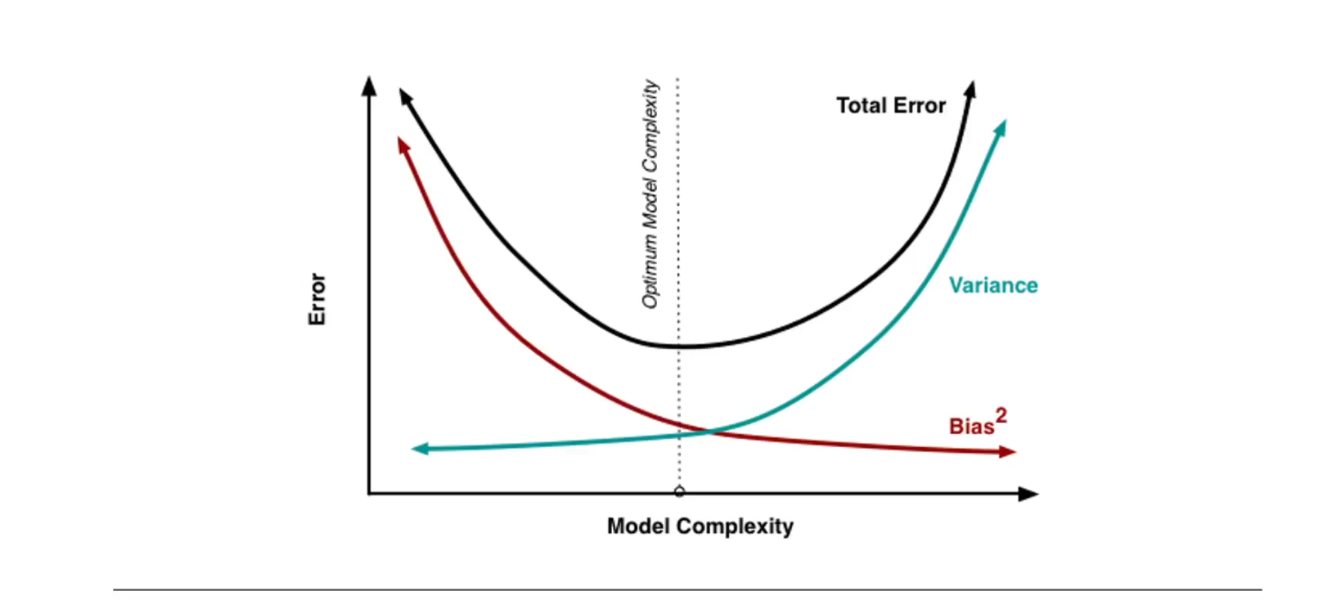 Optimum Model Complexity
Total Error
Error
Variance
Bias²
Model Complexity